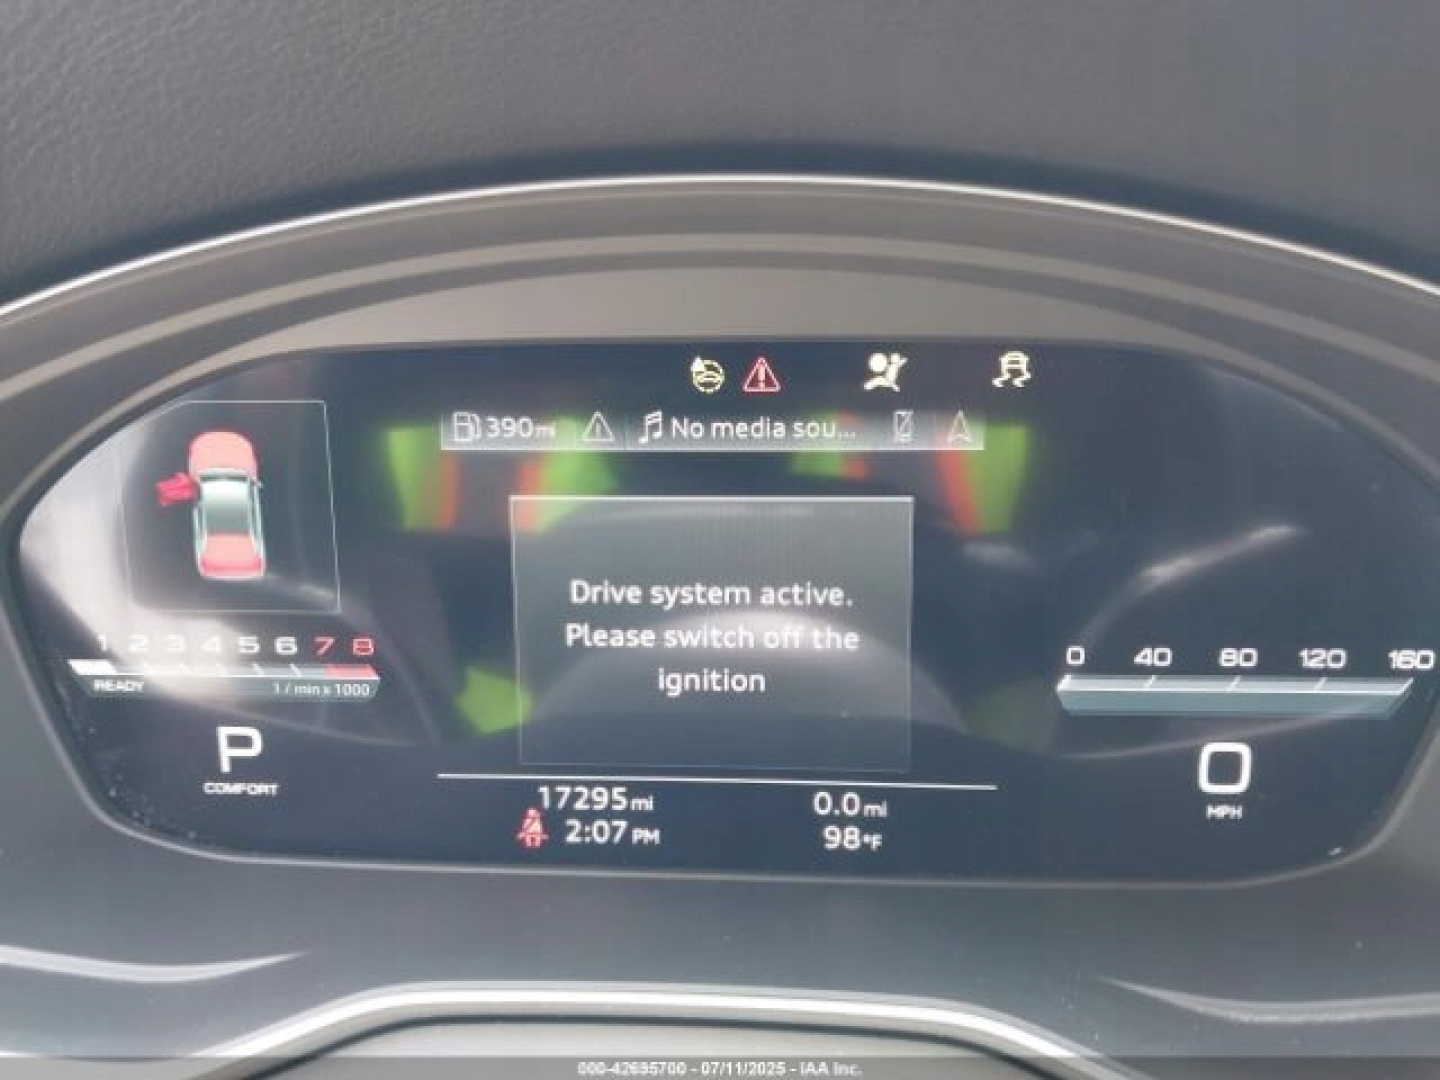 390mi
No media sou...
Drive system active.
Please switch off the
ignition
1 2 3 4 5 6 7 8
READY
1 / min x 1000
0 40 80 120 160
P
COMFORT
0
MPH
17295mi
0.0mi
2:07 PM
98°F
000-42695700 - 07/11/2025 - IAA Inc.